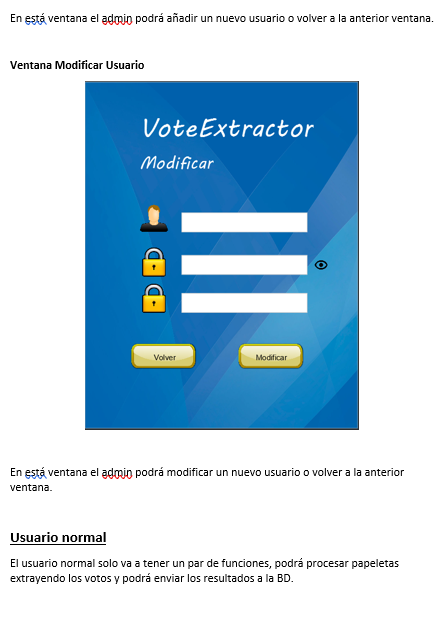 En está ventana el admin podrá añadir un nuevo usuario o volver a la anterior ventana.
Ventana Modificar Usuario
VoteExtractor
Modificar
Volver
Modificar
En está ventana el admin podrá modificar un nuevo usuario o volver a la anterior
ventana.
Usuario normal
El usuario normal solo va a tener un par de funciones, podrá procesar papeletas
extrayendo los votos y podrá enviar los resultados a la BD.